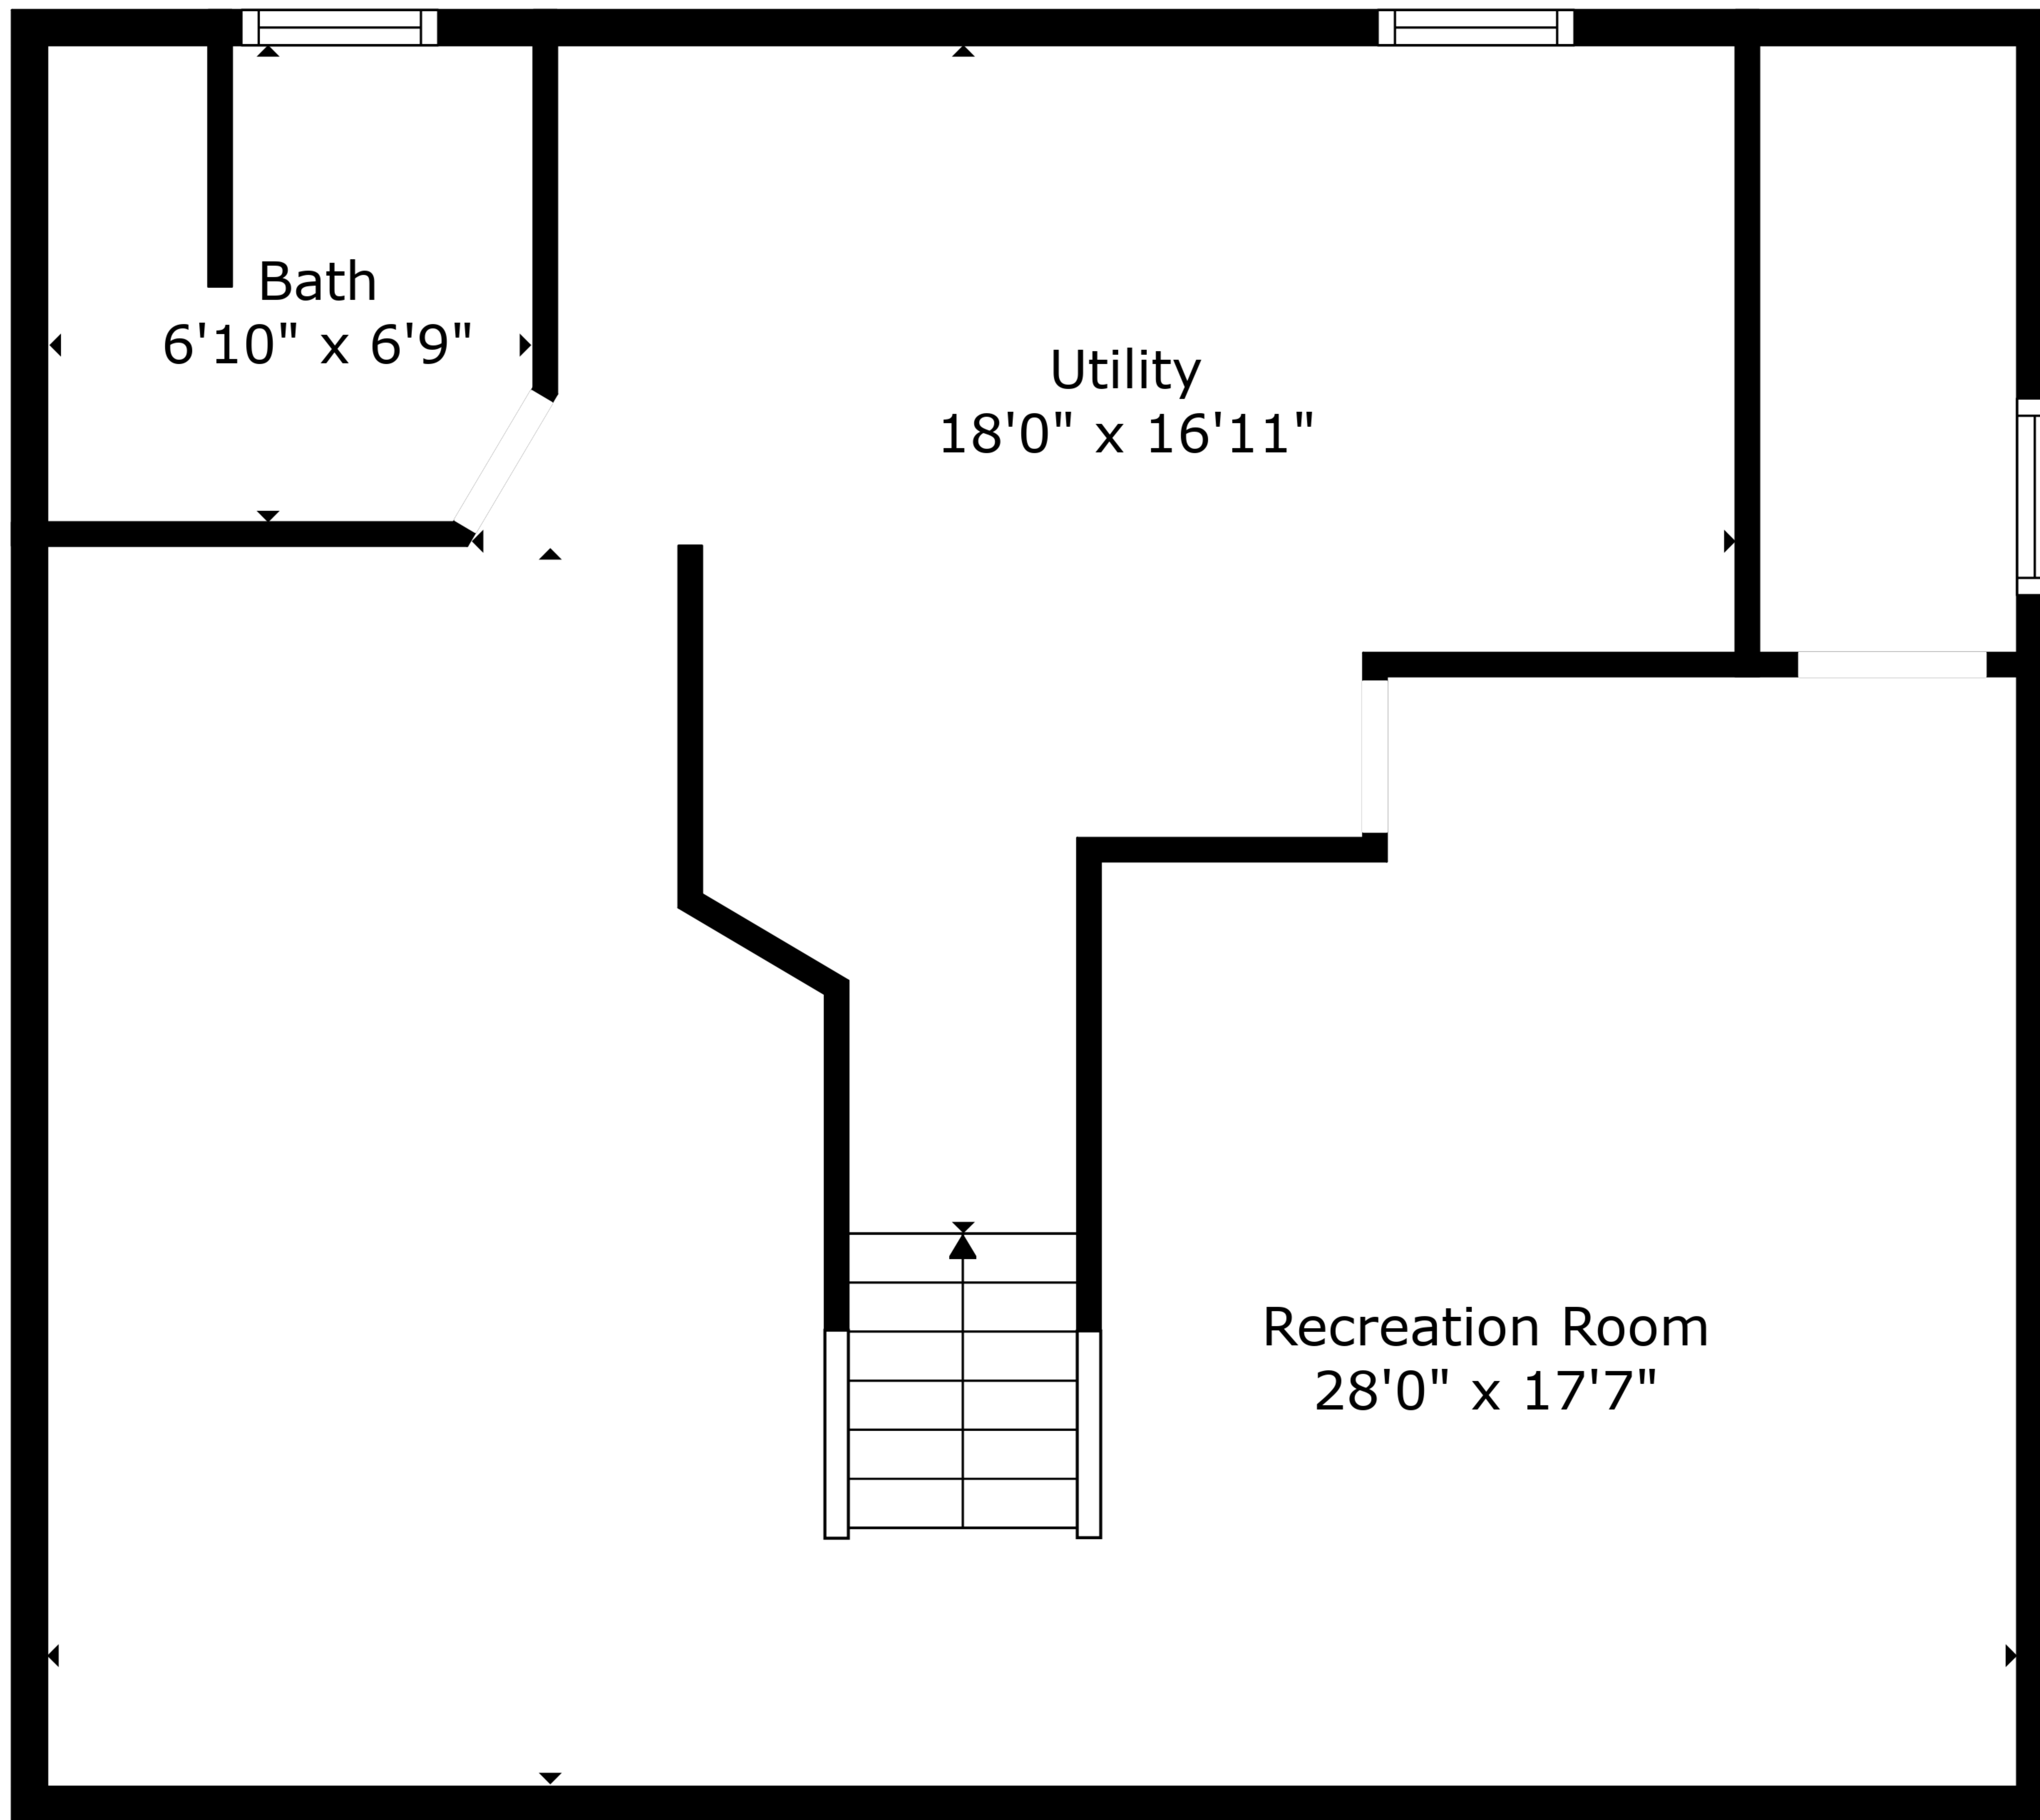 Bath
6'10" x 6'9"
Utility
18'0" x 16'11"
Recreation Room
28'0" x 17'7"